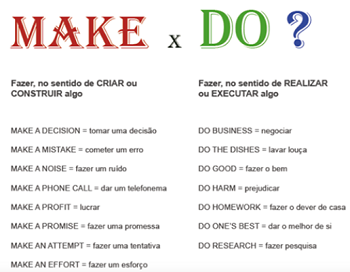 MAKE x DO ?
Fazer, no sentido de CRIAR ou
CONSTRUIR algo
MAKE A DECISION = tomar uma decisão
MAKE A MISTAKE = cometer um erro
MAKE A NOISE = fazer um ruído
MAKE A PHONE CALL = dar um telefonema
MAKE A PROFIT = lucrar
MAKE A PROMISE = fazer uma promessa
MAKE AN ATTEMPT = fazer uma tentativa
MAKE AN EFFORT = fazer um esforço
Fazer, no sentido de REALIZAR
ou EXECUTAR algo
DO BUSINESS = negociar
DO THE DISHES = lavar louça
DO GOOD = fazer o bem
DO HARM = prejudicar
DO HOMEWORK = fazer o dever de casa
DO ONE'S BEST = dar o melhor de si
DO RESEARCH = fazer pesquisa